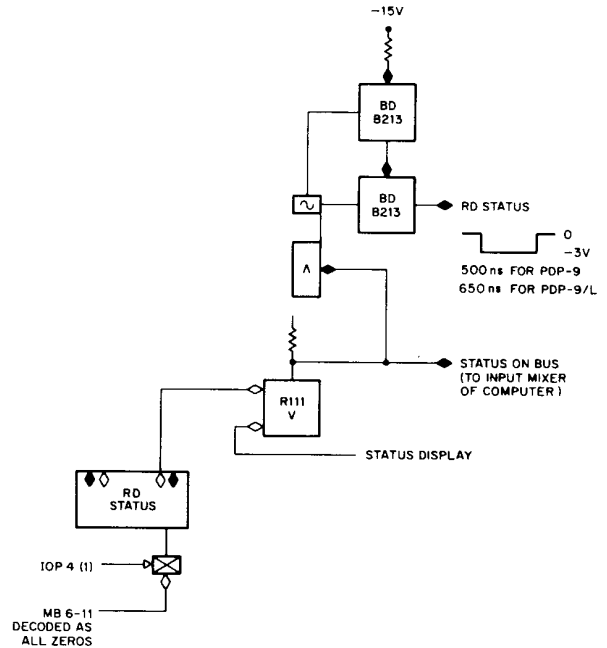 -15V
BD
B213
BD
B213
RD STATUS
0
-3V
500 ns FOR PDP-9
650 ns FOR PDP-9/L
Λ
STATUS ON BUS
(TO INPUT MIXER
OF COMPUTER)
R111
V
STATUS DISPLAY
RD
STATUS
IOP 4 (1)
MB 6-11
DECODED AS
ALL ZEROS